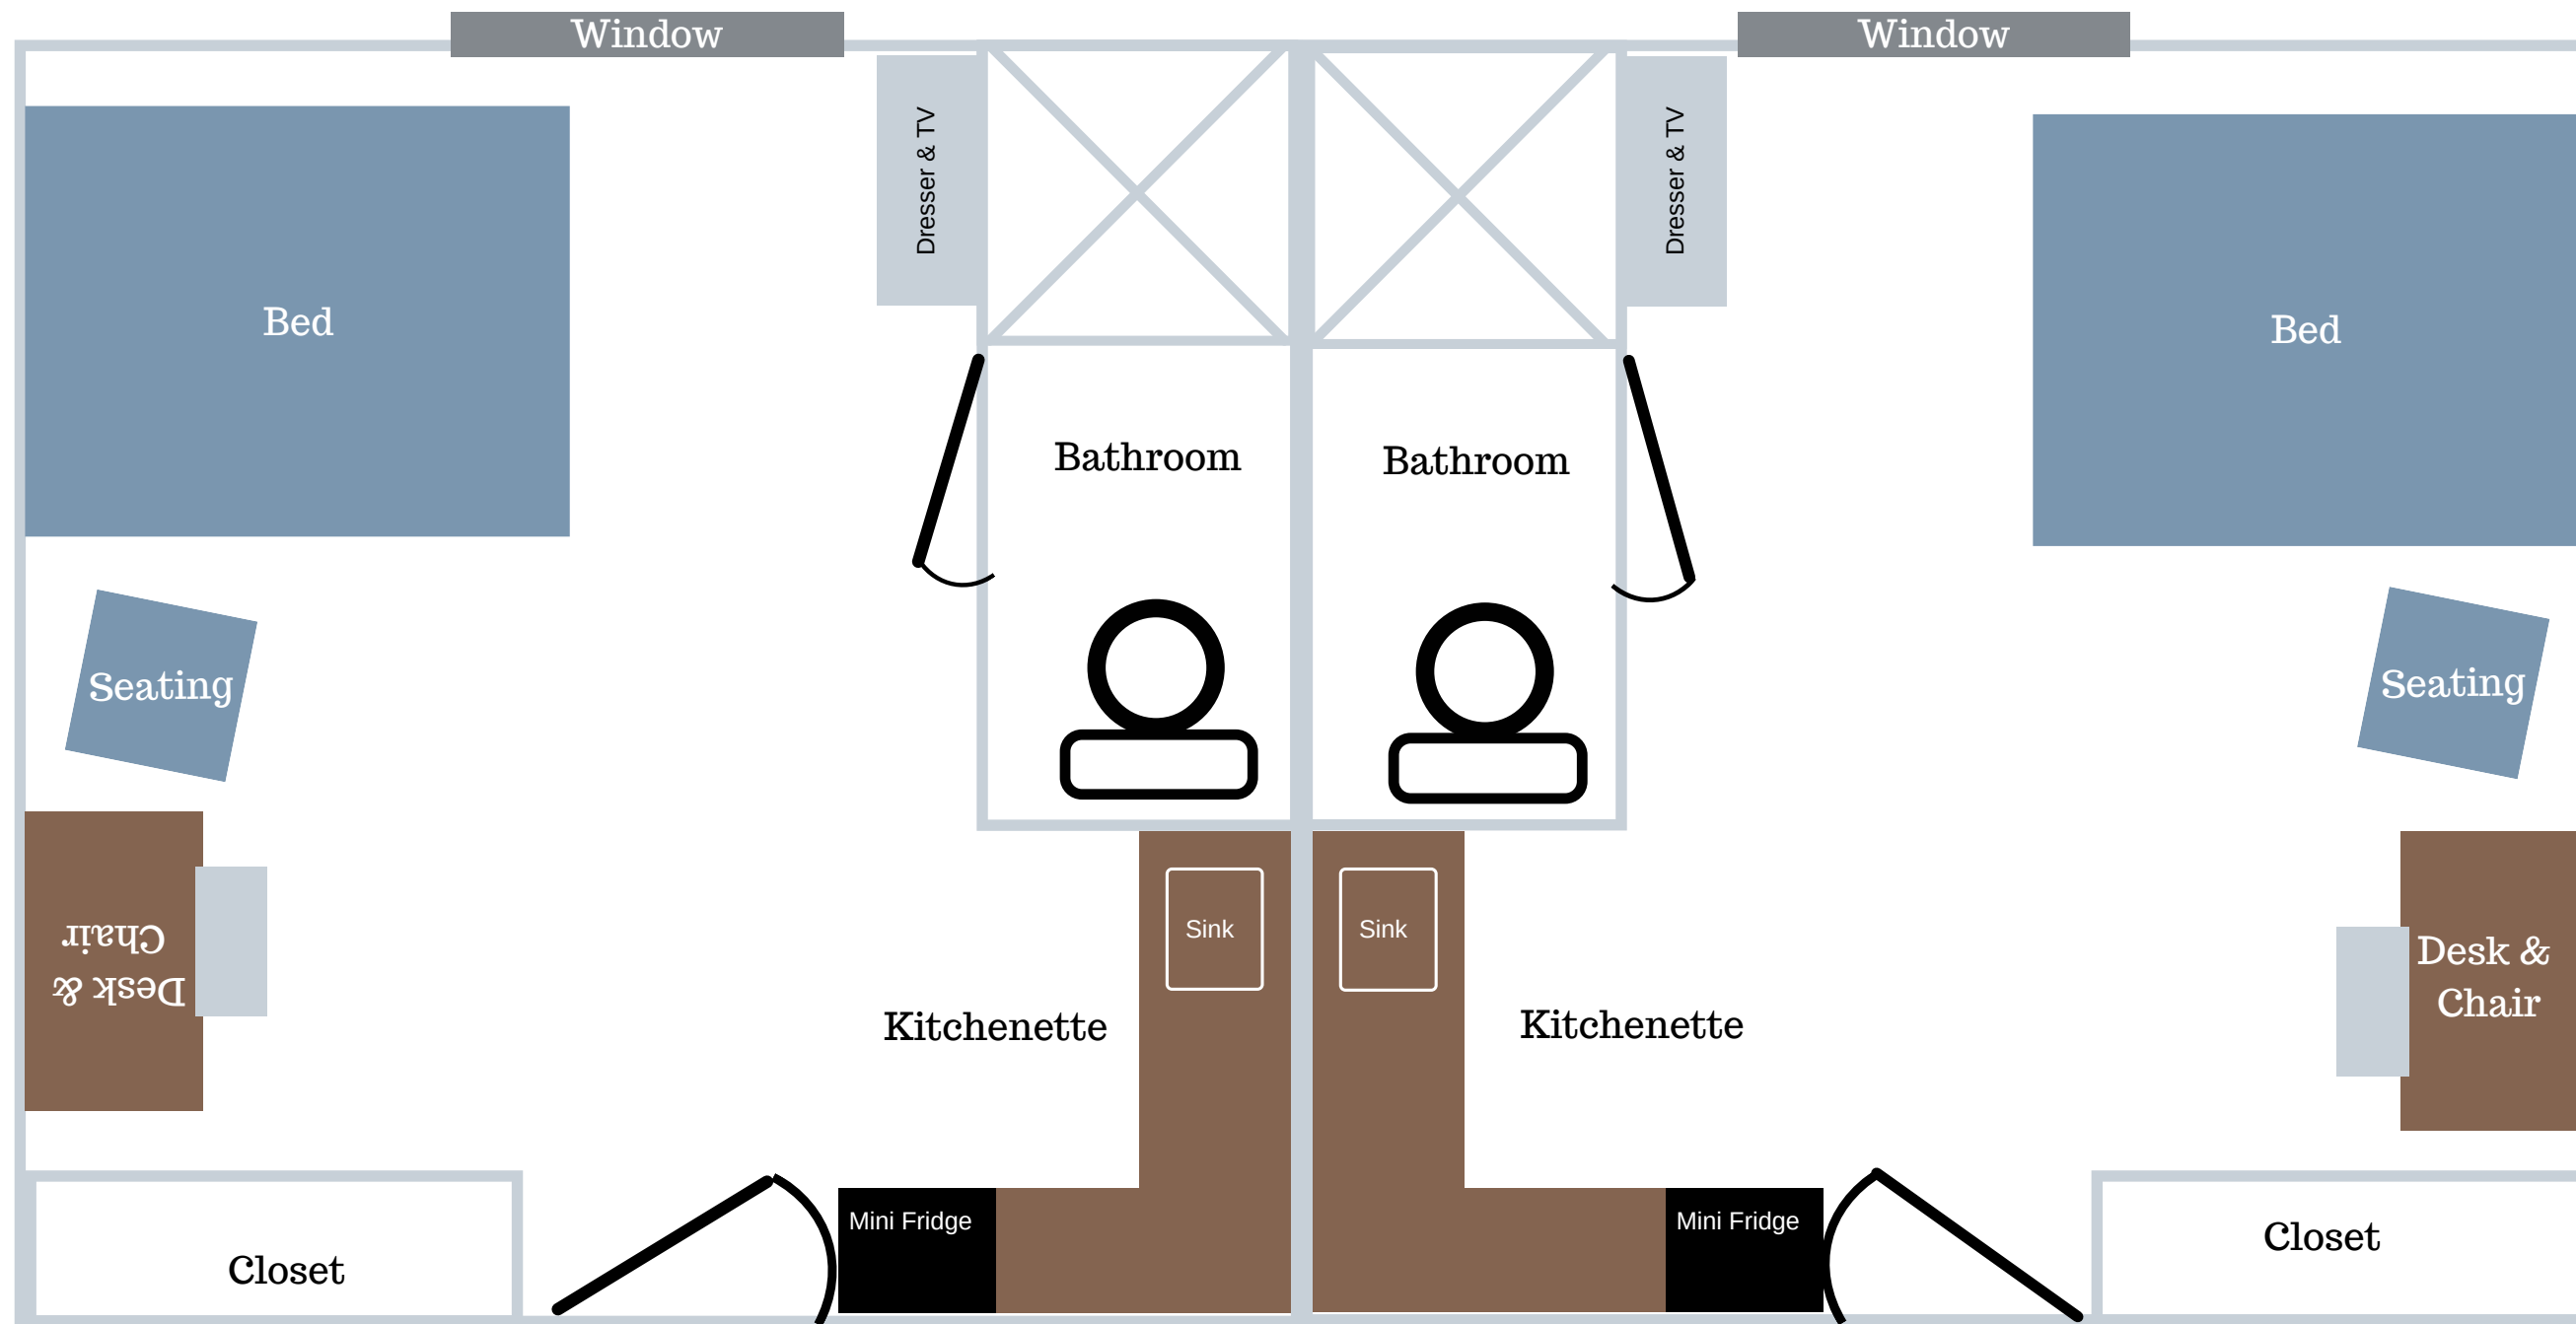 Window
Window
Dresser & TV
Dresser & TV
Bed
Bed
Bathroom
Bathroom
Seating
Seating
Desk &
Chair
Sink
Sink
Desk &
Chair
Kitchenette
Kitchenette
Mini Fridge
Mini Fridge
Closet
Closet